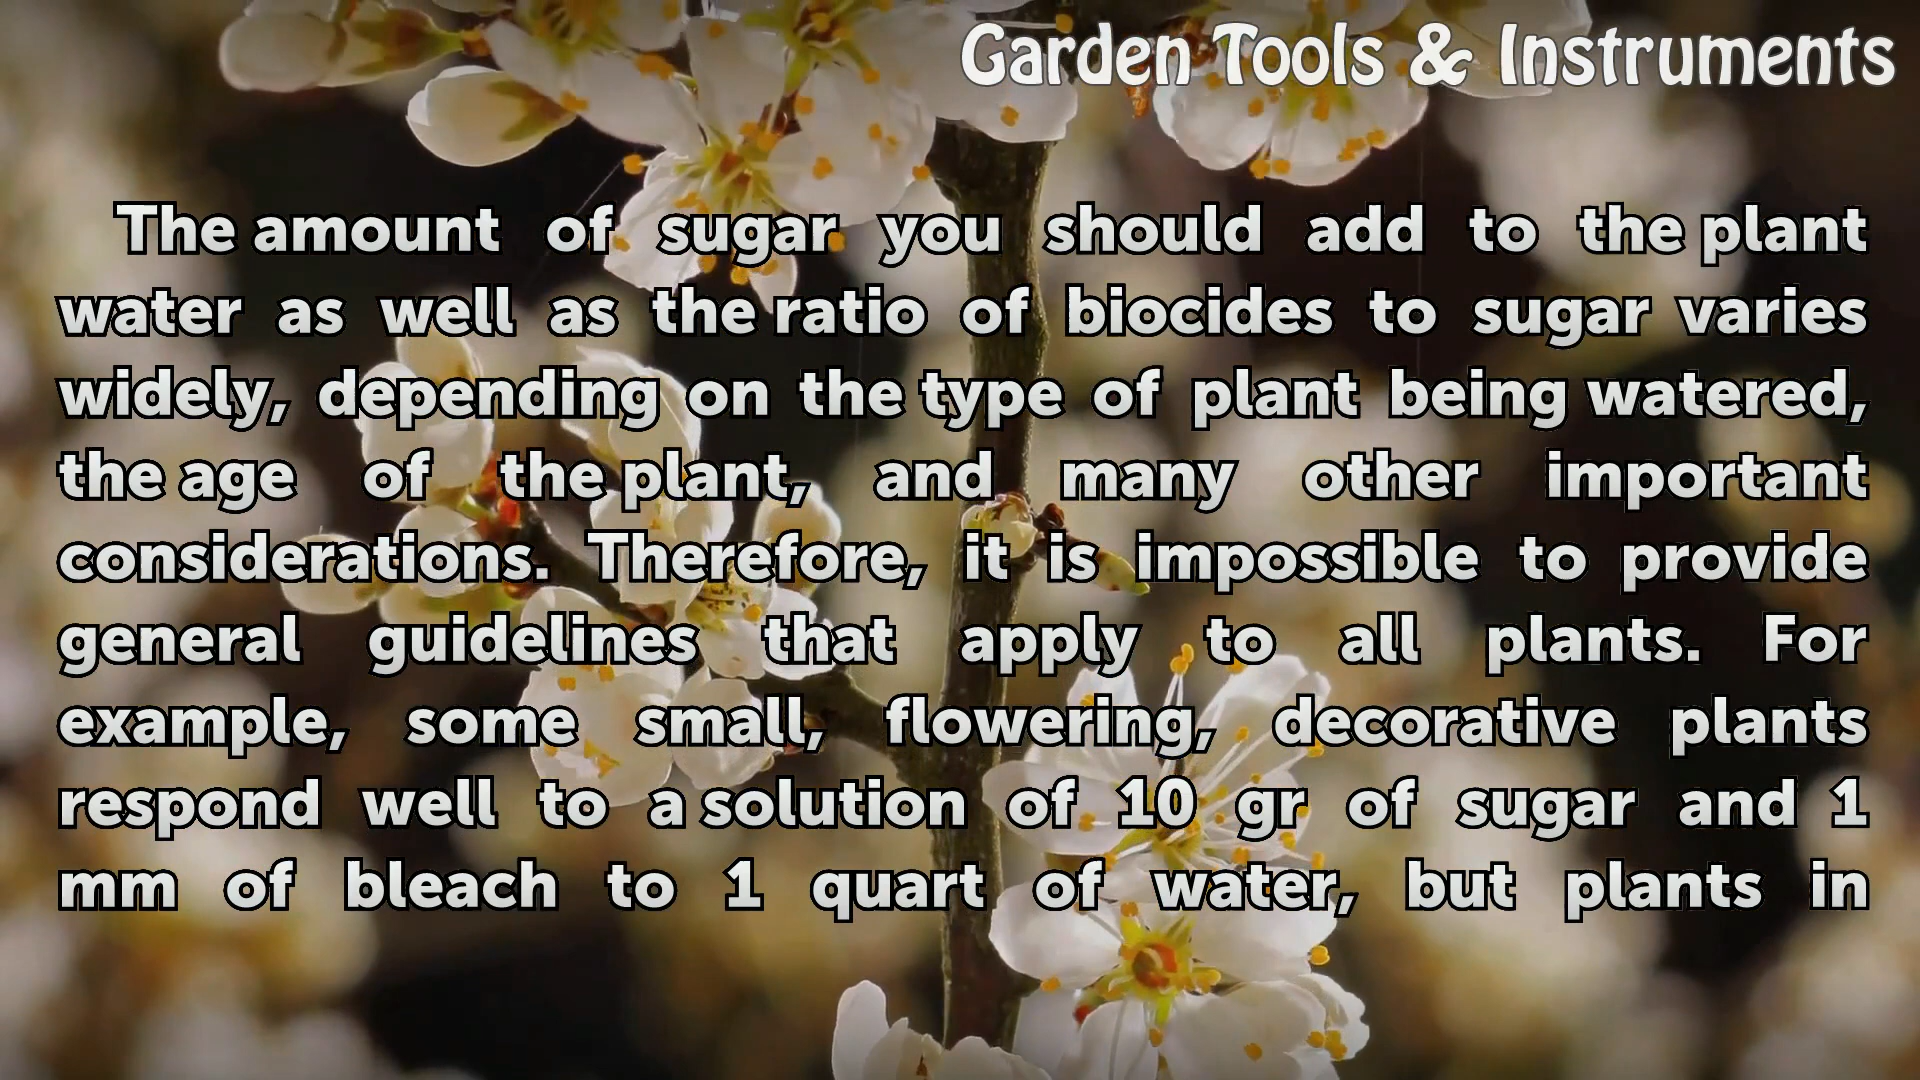 Garden Tools & Instruments
The amount of sugar you should add to the plant
water as well as the ratio of biocides to sugar varies
widely, depending on the type of plant being watered,
the age of the plant, and many other important
considerations. Therefore, it is impossible to provide
general guidelines that apply to all plants. For
example, some small, flowering, decorative plants
respond well to a solution of 10 gr of sugar and 1
mm of bleach to 1 quart of water, but plants in